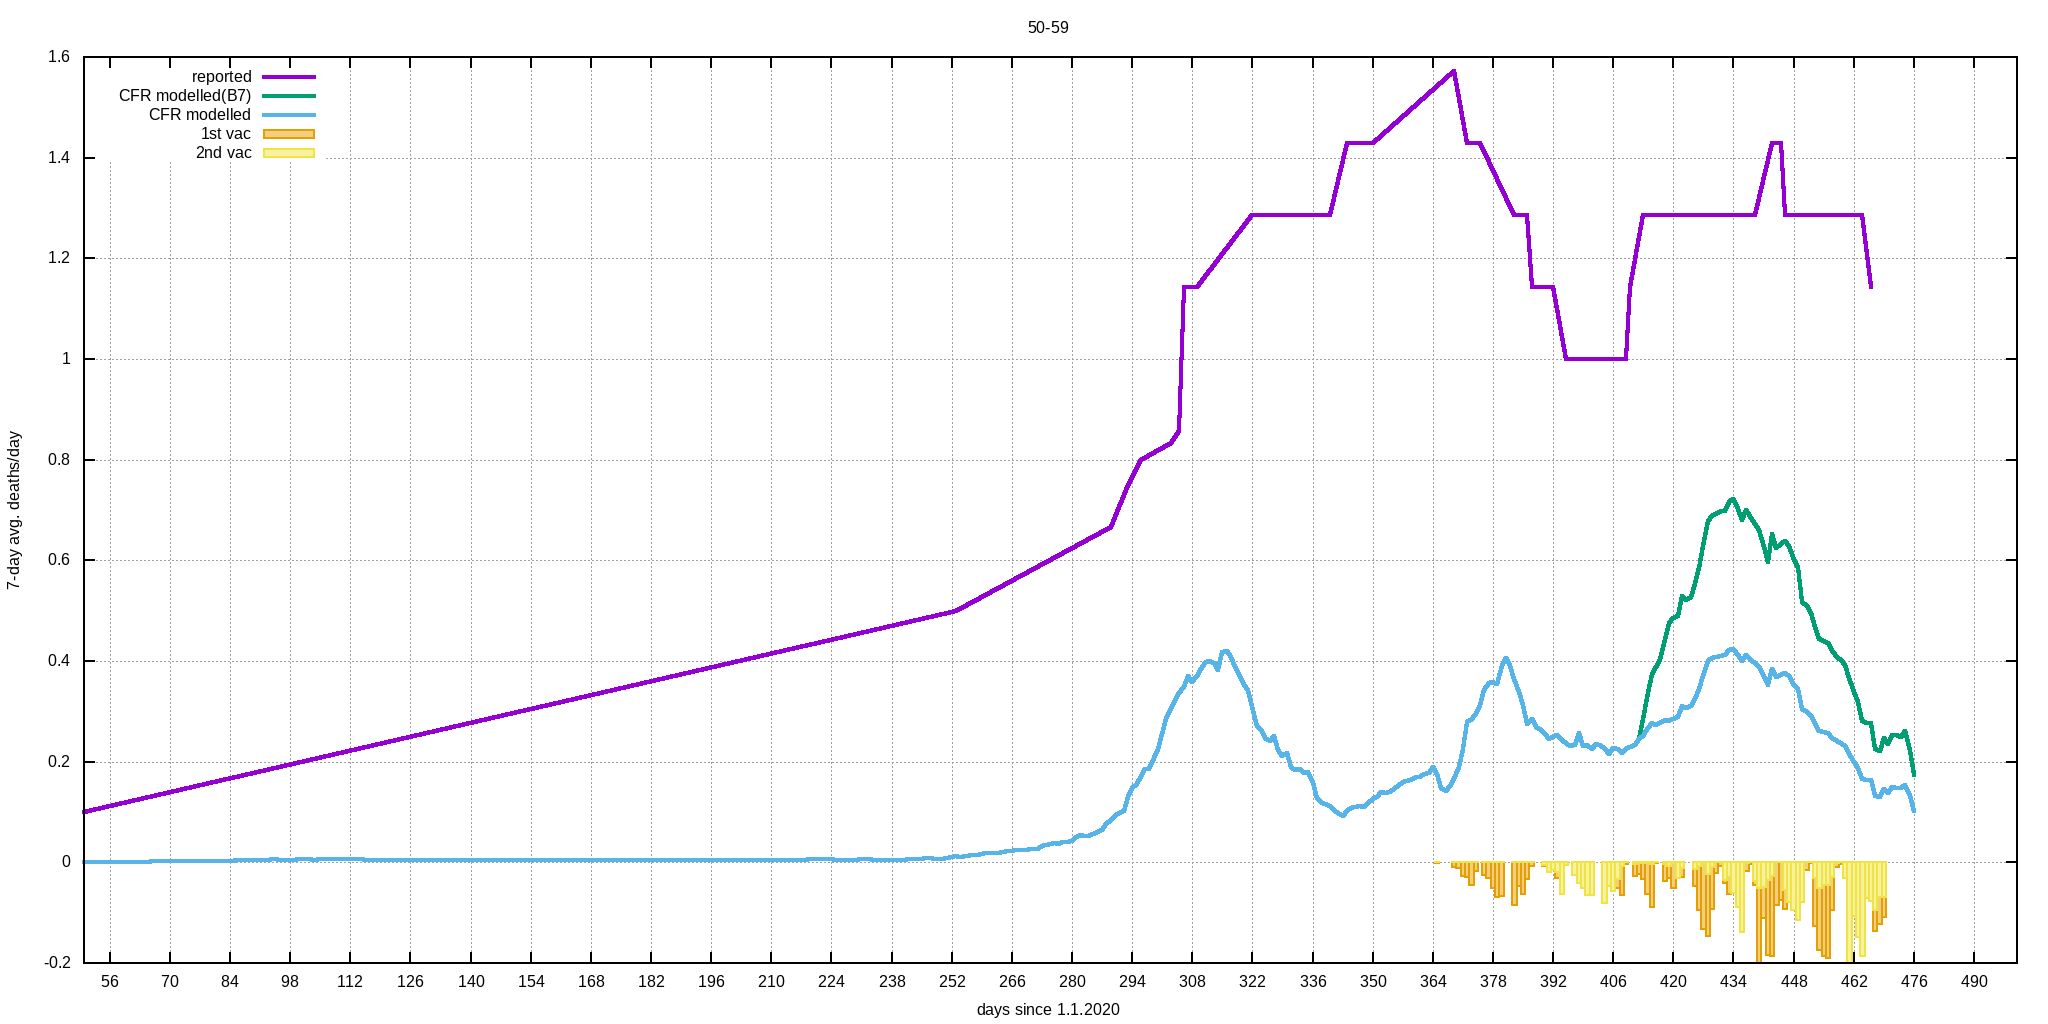 50-59
1.6
1.4
1.2
1
0.8
0.6
0.4
0.2
0
-0.2
7-day avg. deaths/day
reported
CFR modelled(B7)
CFR modelled
1st vac
2nd vac
56 70 84 98 112 126 140 154 168 182 196 210 224 238 252 266 280 294 308 322 336 350 364 378 392 406 420 434 448 462 476 490
days since 1.1.2020